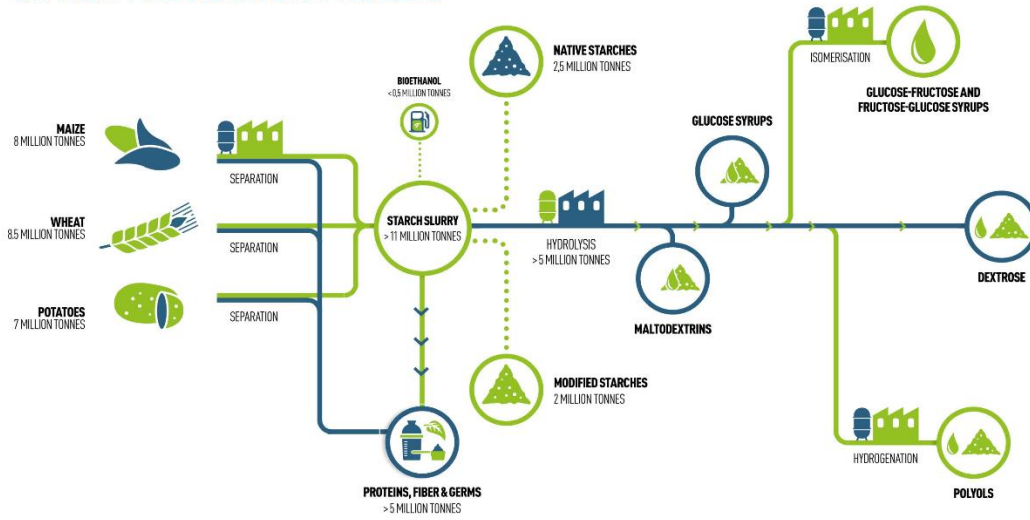 MAIZE
8 MILLION TONNES
SEPARATION
WHEAT
8.5 MILLION TONNES
SEPARATION
POTATOES
7 MILLION TONNES
SEPARATION
BIOETHANOL
<0,5 MILLION TONNES
STARCH SLURRY
> 11 MILLION TONNES
PROTEINS, FIBER & GERMS
> 5 MILLION TONNES
NATIVE STARCHES
2,5 MILLION TONNES
MODIFIED STARCHES
2 MILLION TONNES
HYDROLYSIS
> 5 MILLION TONNES
GLUCOSE SYRUPS
MALTODEXTRINS
ISOMERISATION
GLUCOSE-FRUCTOSE AND
FRUCTOSE-GLUCOSE SYRUPS
DEXTROSE
HYDROGENATION
POLYOLS